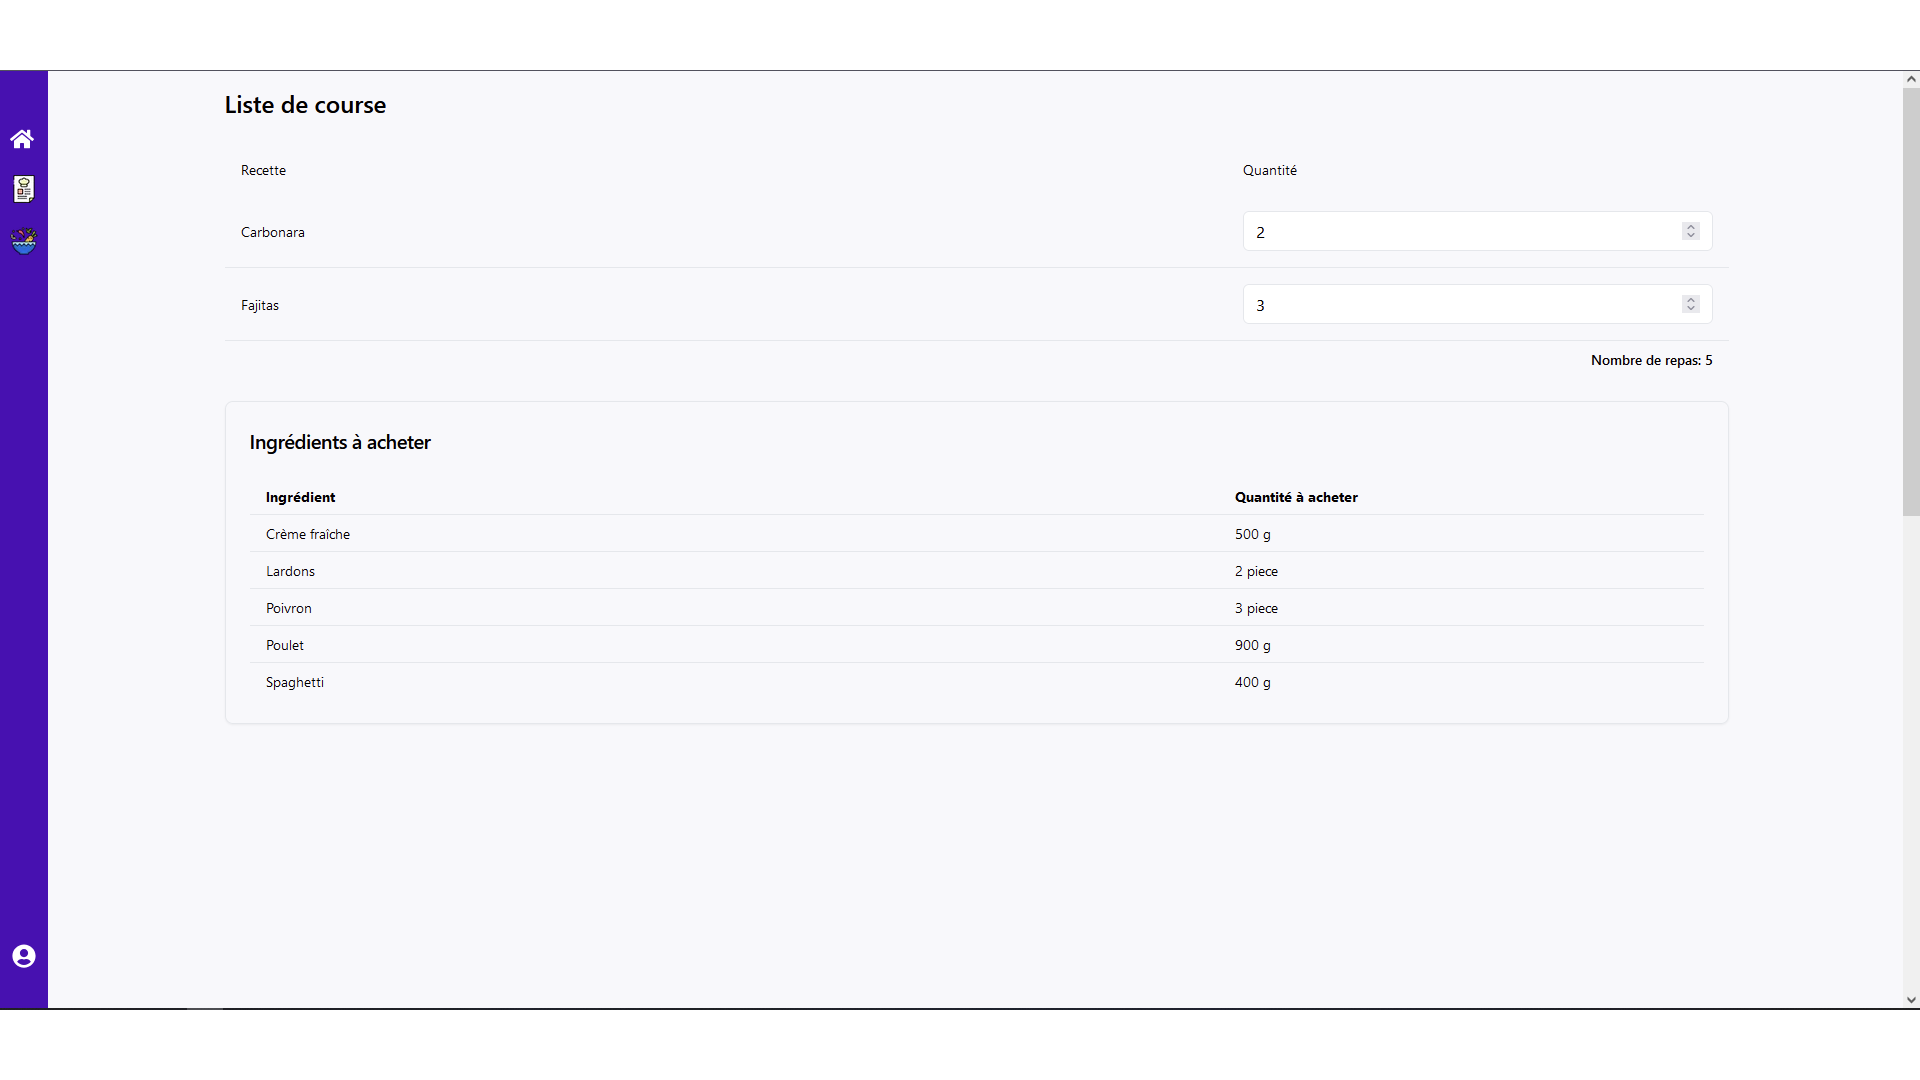 Liste de course
Recette Quantité
Carbonara 2
Fajitas 3
Nombre de repas: 5
Ingrédients à acheter
Ingrédient Quantité à acheter
Crème fraîche 500 g
Lardons 2 piece
Poivron 3 piece
Poulet 900 g
Spaghetti 400 g